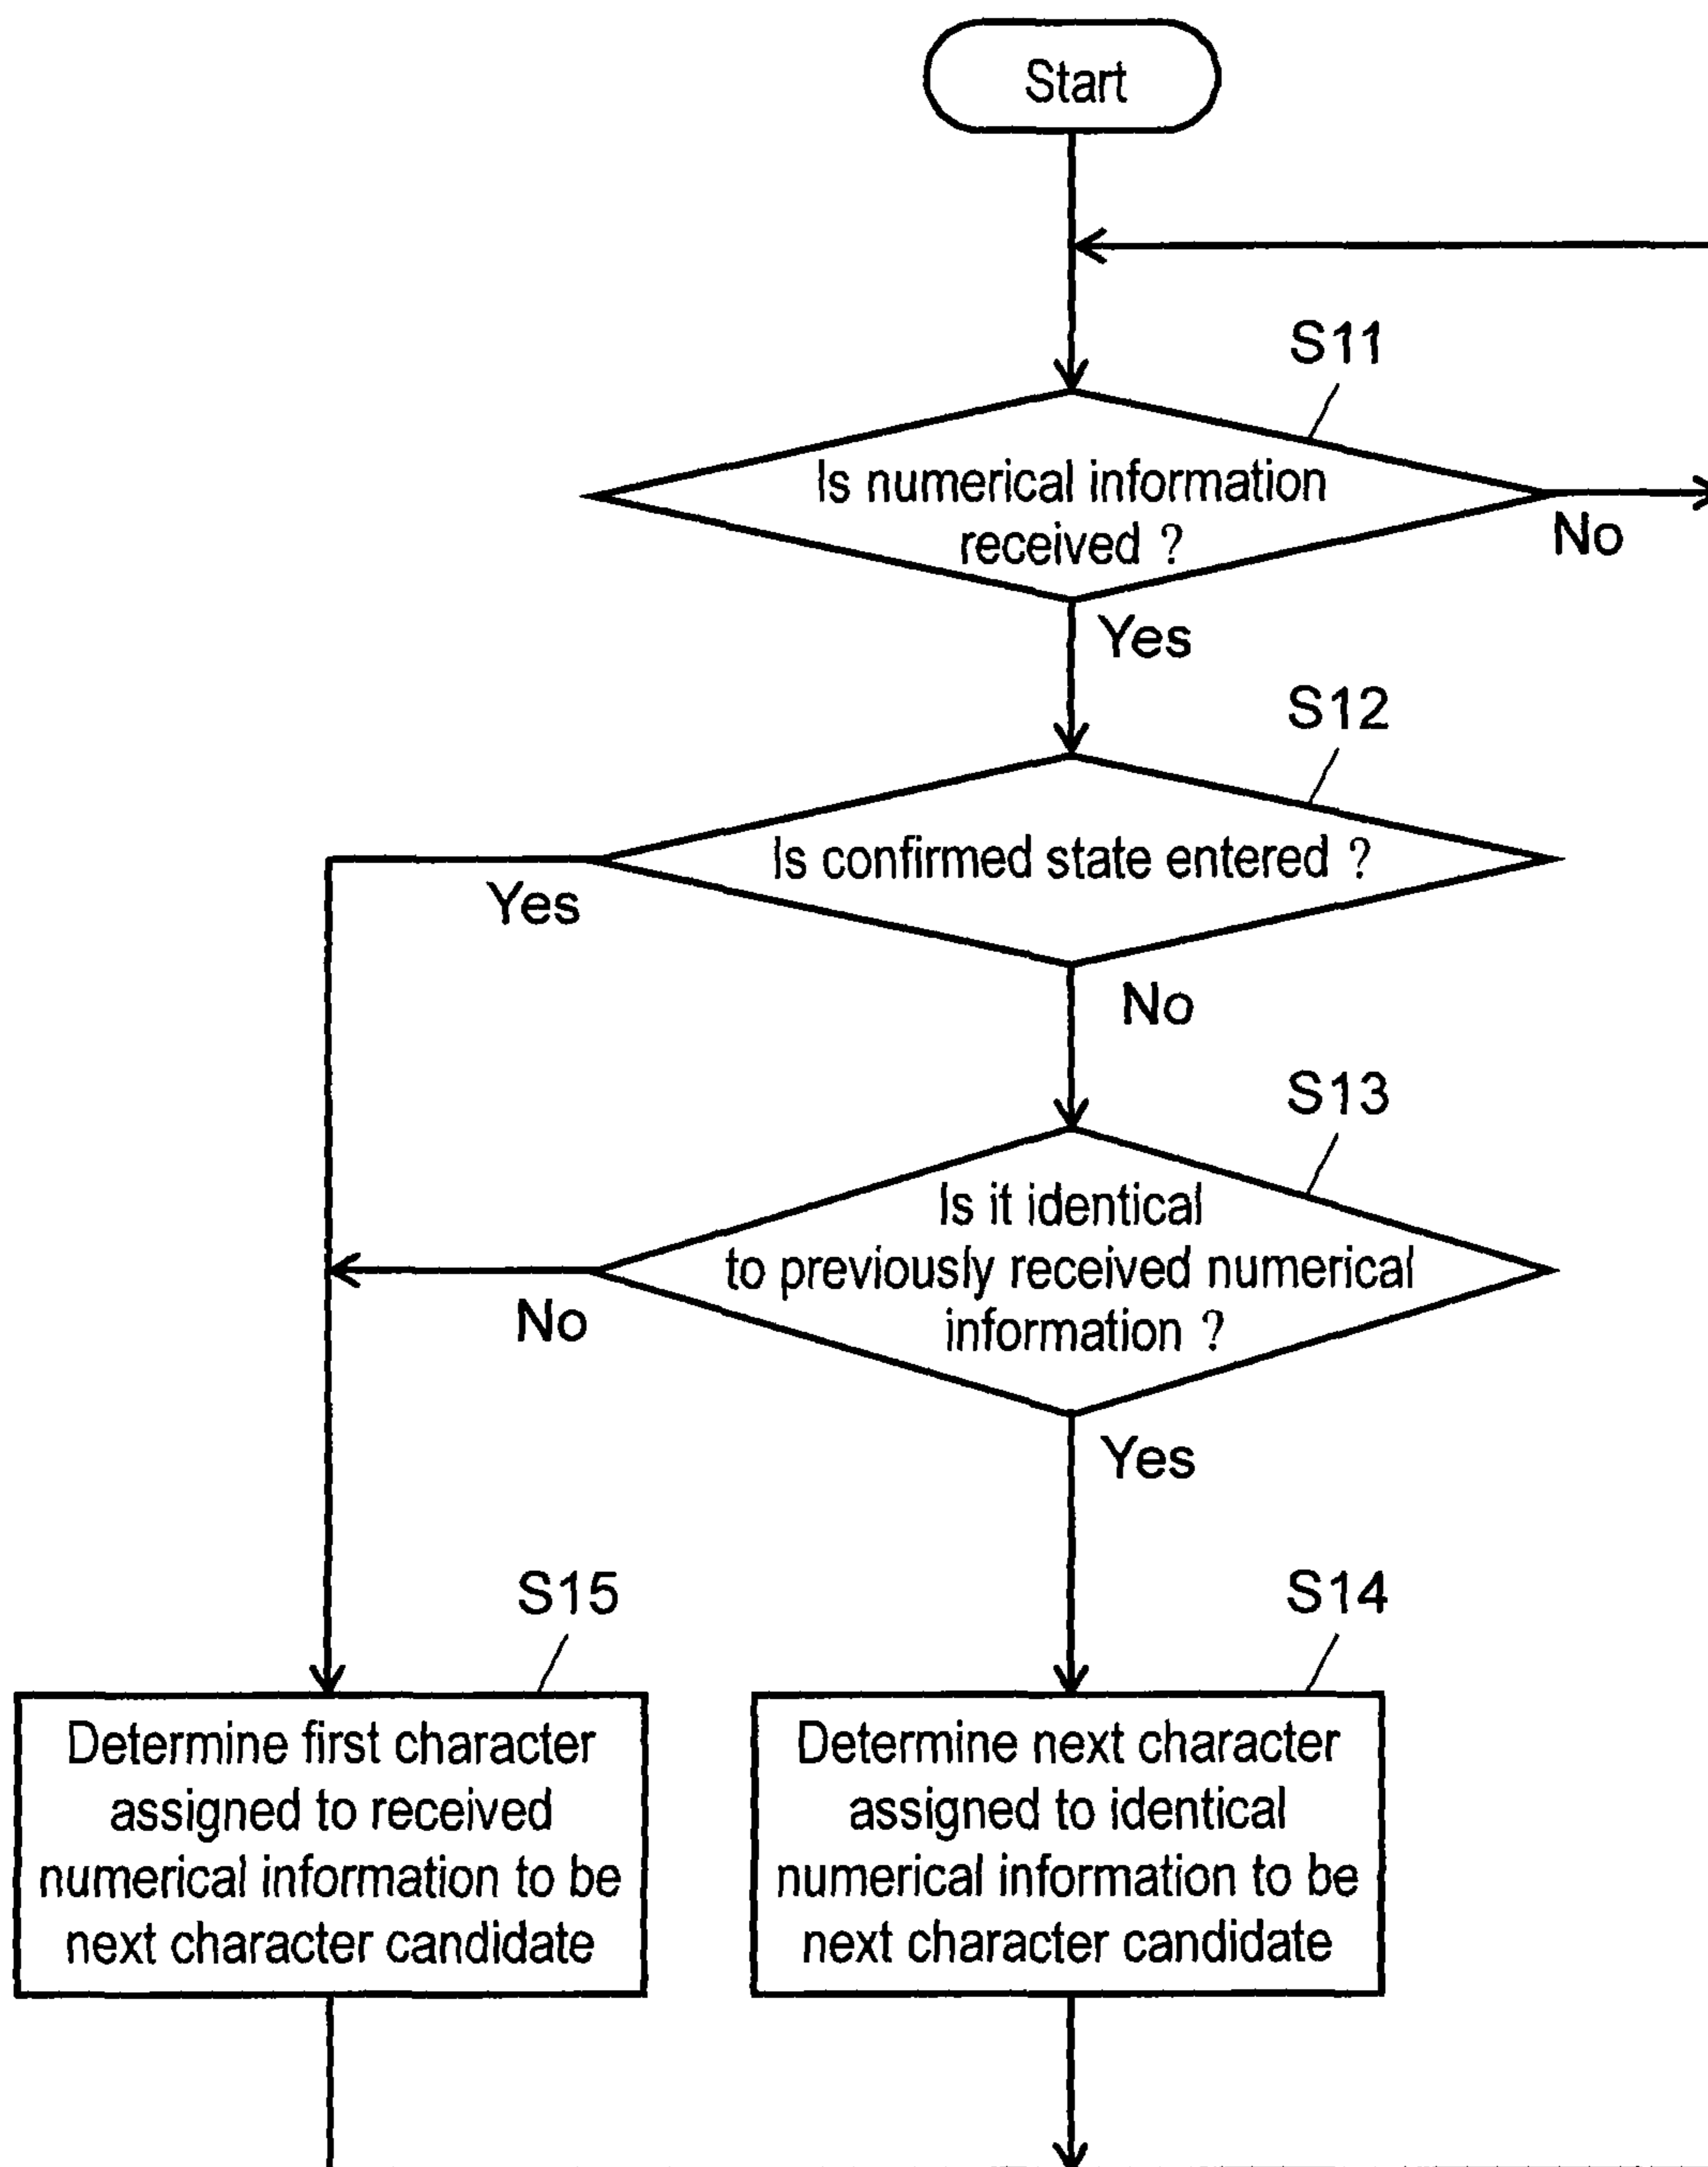 Start
S11
Is numerical information
received ?
No
Yes
S12
Is confirmed state entered ?
Yes
No
S13
Is it identical
to previously received numerical
information ?
No
Yes
S15
Determine first character
assigned to received
numerical information to be
next character candidate
S14
Determine next character
assigned to identical
numerical information to be
next character candidate